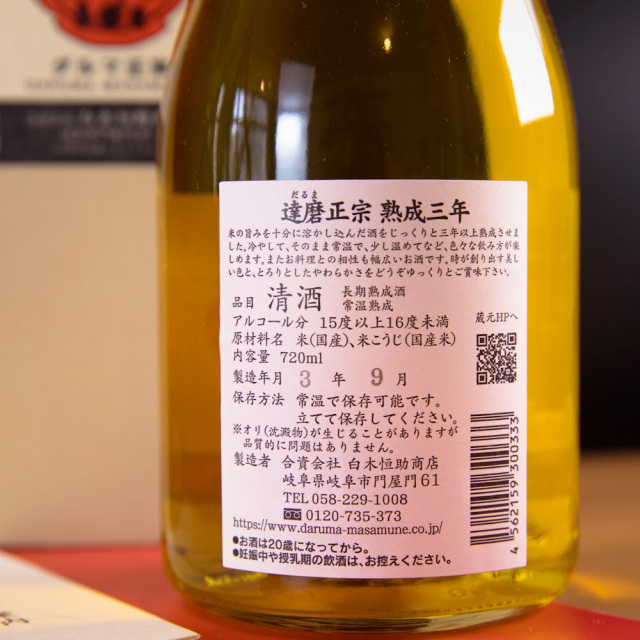 だるま
達磨正宗 熟成三年
米の旨みを十分に溶かし込んだ酒をじっくりと三年以上熟成させま
した。冷やして、そのまま常温で、少し温めてなど、色々な飲み方が楽
しめます。またお料理との相性も幅広いお酒です。時が創り出す美し
い色と、とろりとしたやわらかさをどうぞゆっくりとご賞味下さい。
品目 清酒 長期熟成酒
常温熟成
アルコール分 15度以上16度未満
蔵元HPへ
原材料名 米(国産)、米こうじ(国産米)
内容量 720ml
製造年月 3 年 9 月
保存方法 常温で保存可能です。
立てて保存してください。
※オリ(沈澱物)が生じることがありますが
品質的に問題はありません。
製造者 合資会社 白木恒助商店
岐阜県岐阜市門屋門61
TEL 058-229-1008
0120-735-373
https://www.daruma-masamune.co.jp/
●お酒は20歳になってから。
●妊娠中や授乳期の飲酒は、お控えください。
4 562159 300333